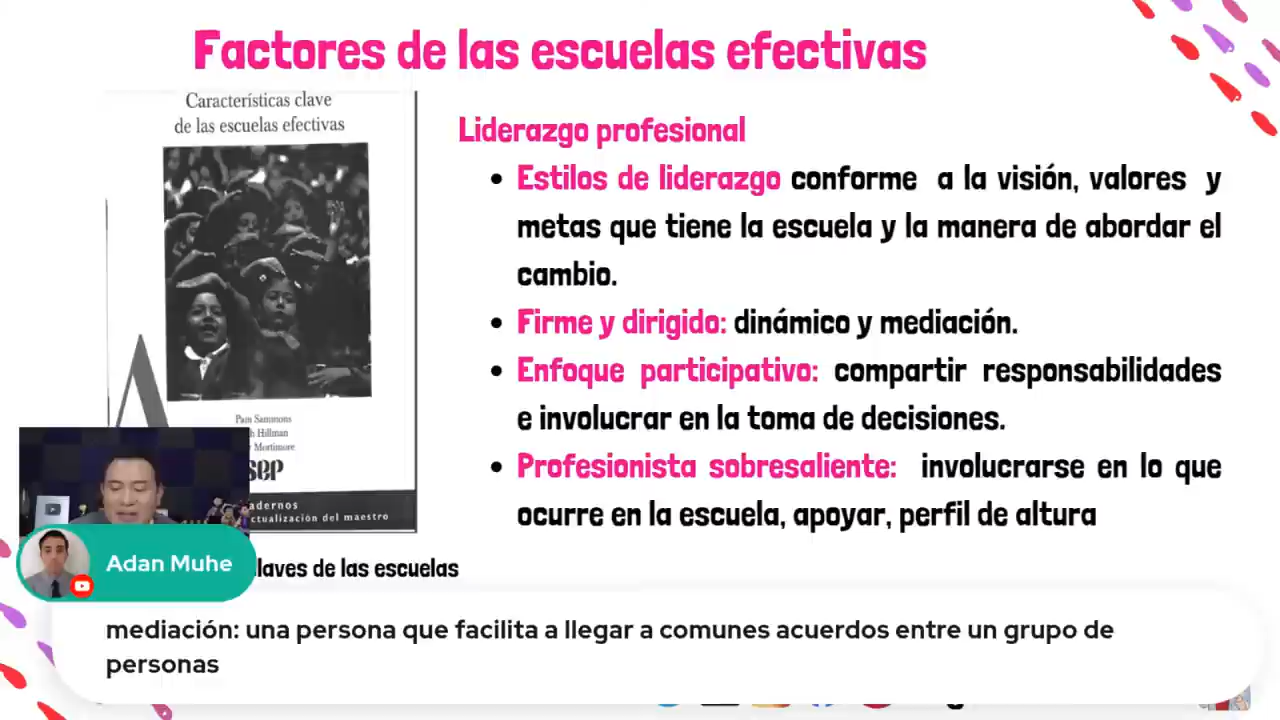 Factores de las escuelas efectivas
Características clave
de las escuelas efectivas
Pam Sammons
Hillman
Mortimore
Liderazgo profesional
• Estilos de liderazgo conforme a la visión, valores y
metas que tiene la escuela y la manera de abordar el
cambio.
• Firme y dirigido: dinámico y mediación.
• Enfoque participativo: compartir responsabilidades
e involucrar en la toma de decisiones.
• Profesionista sobresaliente: involucrarse en lo que
ocurre en la escuela, apoyar, perfil de altura
sep
adernos
ctualización del maestro
laves de las escuelas
Adan Muhe
mediación: una persona que facilita a llegar a comunes acuerdos entre un grupo de
personas